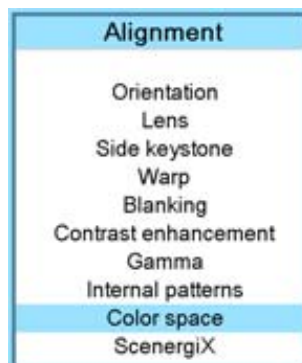 Alignment
Orientation
Lens
Side keystone
Warp
Blanking
Contrast enhancement
Gamma
Internal patterns
Color space
ScenergiX